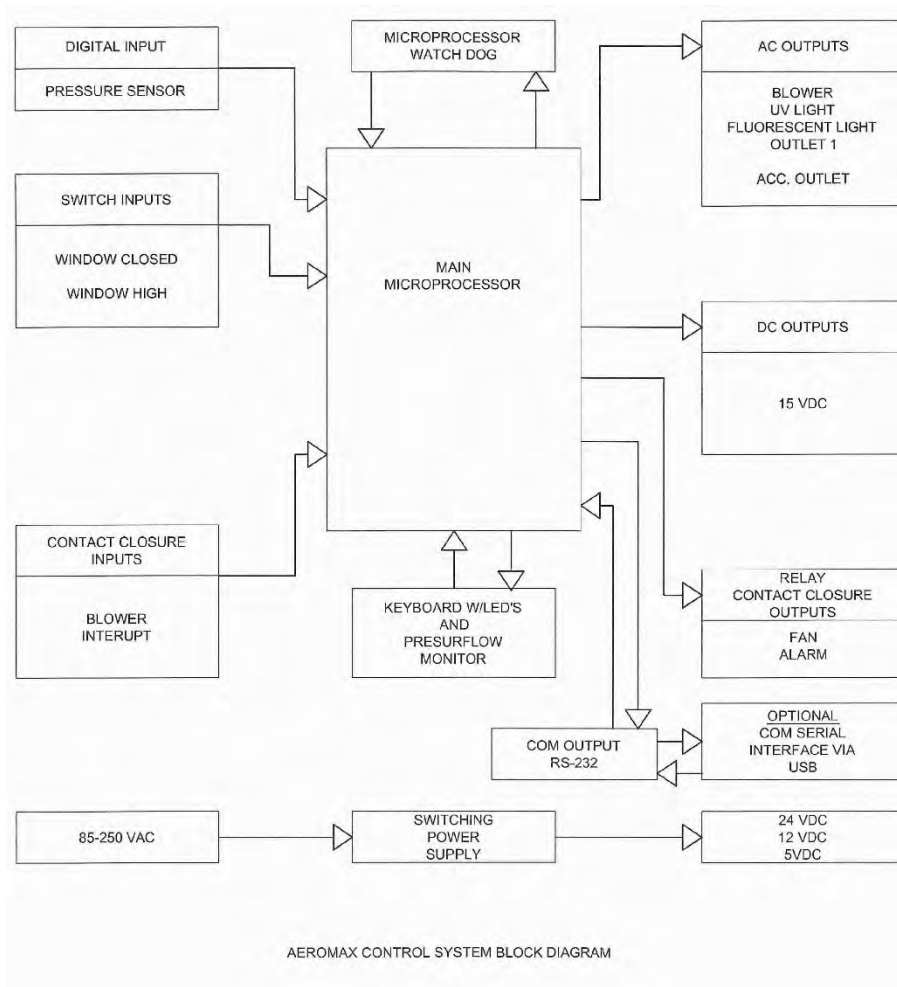 DIGITAL INPUT
PRESSURE SENSOR
MICROPROCESSOR
WATCH DOG
AC OUTPUTS
BLOWER
UV LIGHT
FLUORESCENT LIGHT
OUTLET 1
ACC. OUTLET
SWITCH INPUTS
WINDOW CLOSED
WINDOW HIGH
MAIN
MICROPROCESSOR
DC OUTPUTS
15 VDC
CONTACT CLOSURE
INPUTS
BLOWER
INTERUPT
KEYBOARD W/LED'S
AND
PRESURFLOW
MONITOR
RELAY
CONTACT CLOSURE
OUTPUTS
FAN
ALARM
COM OUTPUT
RS-232
OPTIONAL
COM SERIAL
INTERFACE VIA
USB
85-250 VAC
SWITCHING
POWER
SUPPLY
24 VDC
12 VDC
5VDC
AEROMAX CONTROL SYSTEM BLOCK DIAGRAM